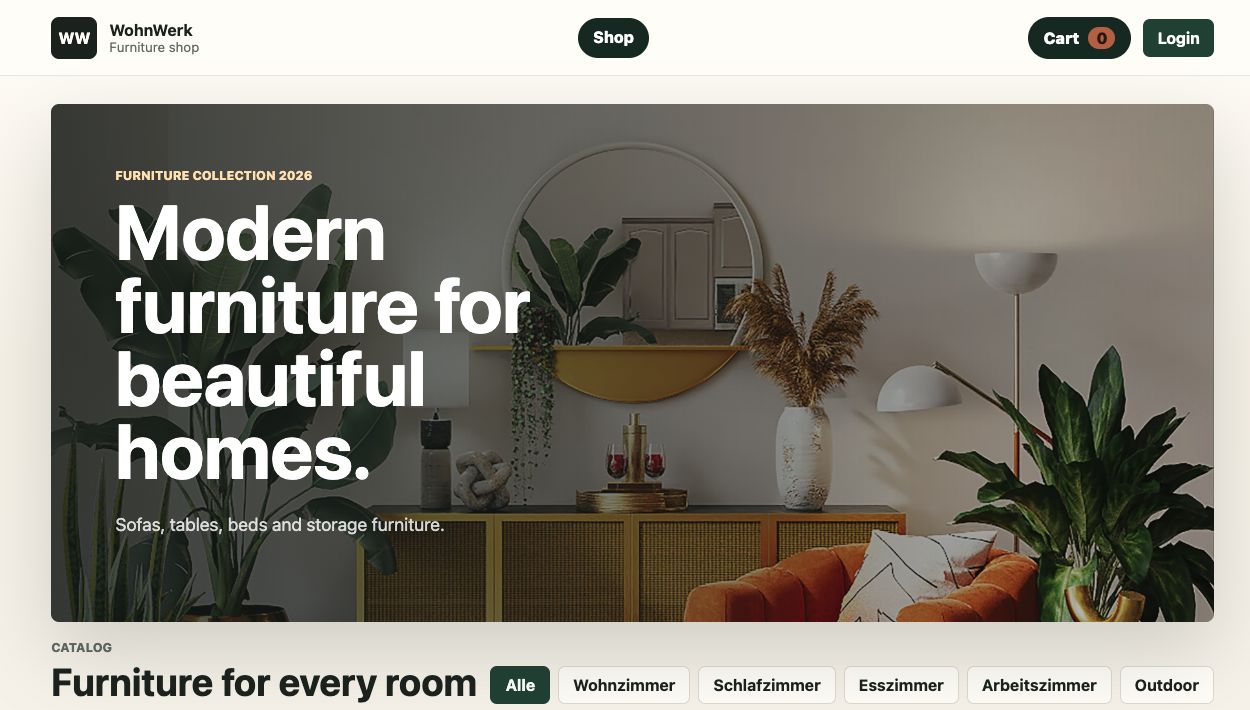 WW
WohnWerk
Furniture shop
Shop
Cart 0
Login
FURNITURE COLLECTION 2026
Modern
furniture for
beautiful
homes.
Sofas, tables, beds and storage furniture.
CATALOG
Furniture for every room
Alle
Wohnzimmer
Schlafzimmer
Esszimmer
Arbeitszimmer
Outdoor